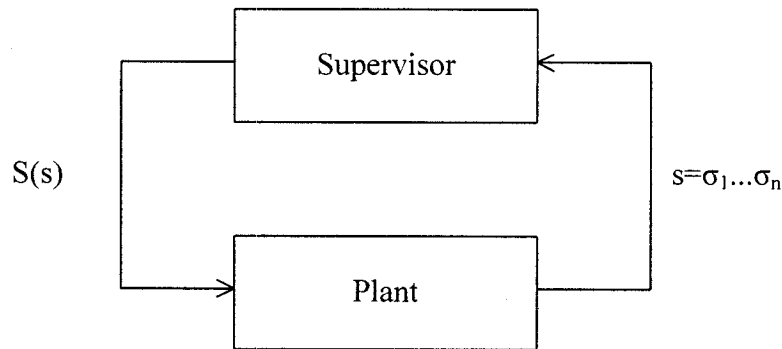 Supervisor
S(s)
s=σ₁...σₙ
Plant